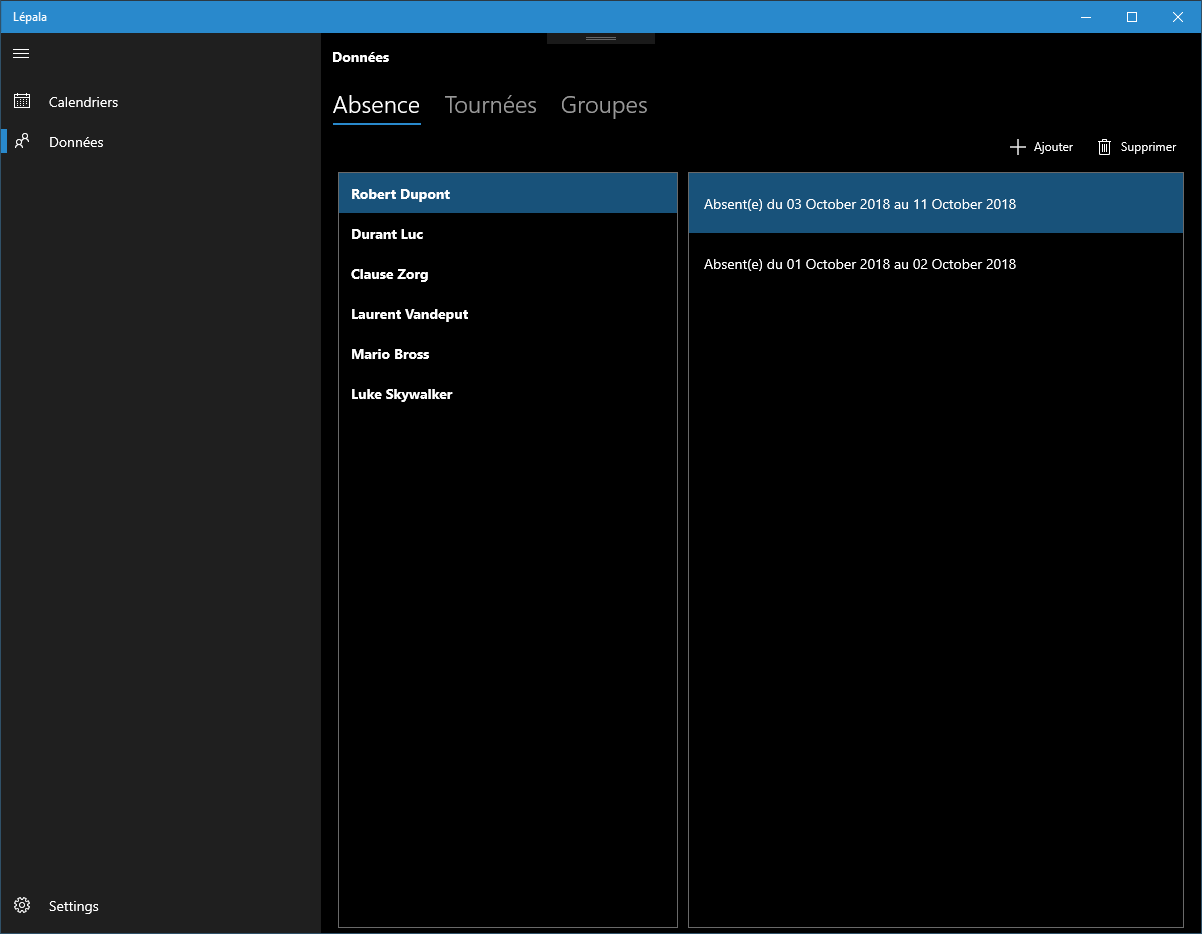 Lépala
Données
Calendriers
Données
Absence Tournées Groupes
Ajouter Supprimer
Robert Dupont
Durant Luc
Clause Zorg
Laurent Vandeput
Mario Bross
Luke Skywalker
Absent(e) du 03 October 2018 au 11 October 2018
Absent(e) du 01 October 2018 au 02 October 2018
Settings